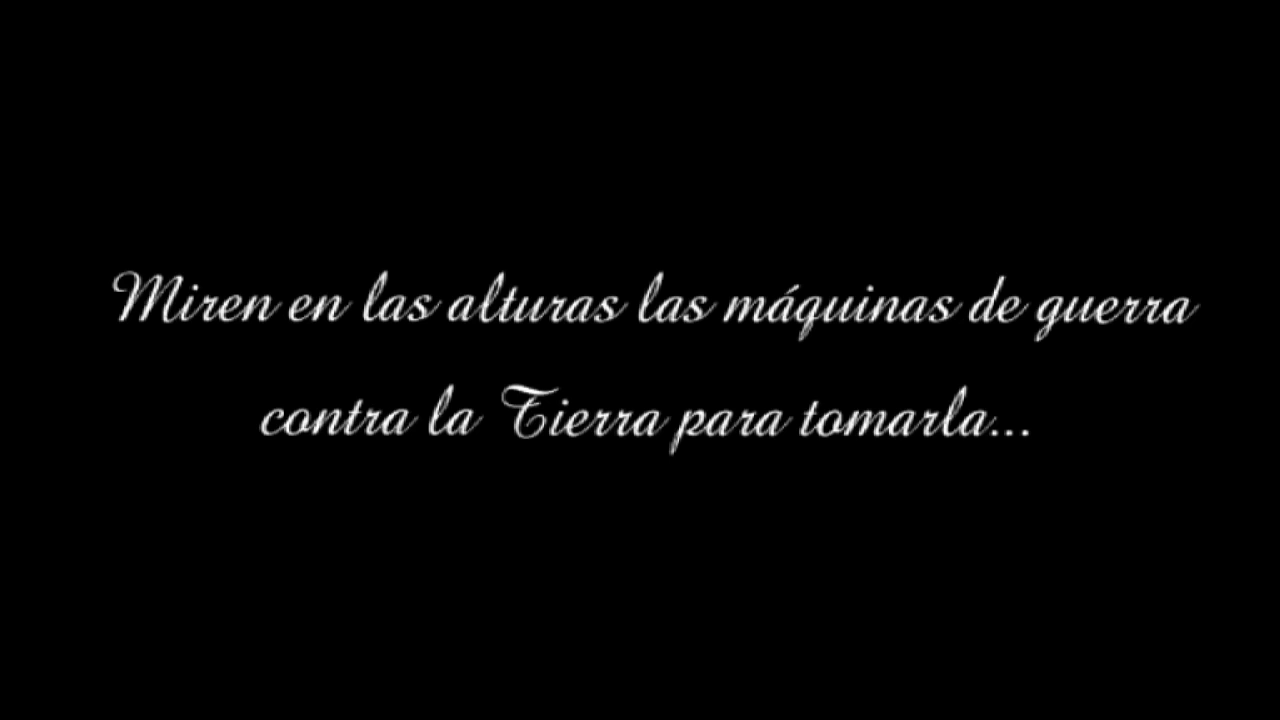 Miren en las alturas las máquinas de guerra
contra la Tierra para tomarla...